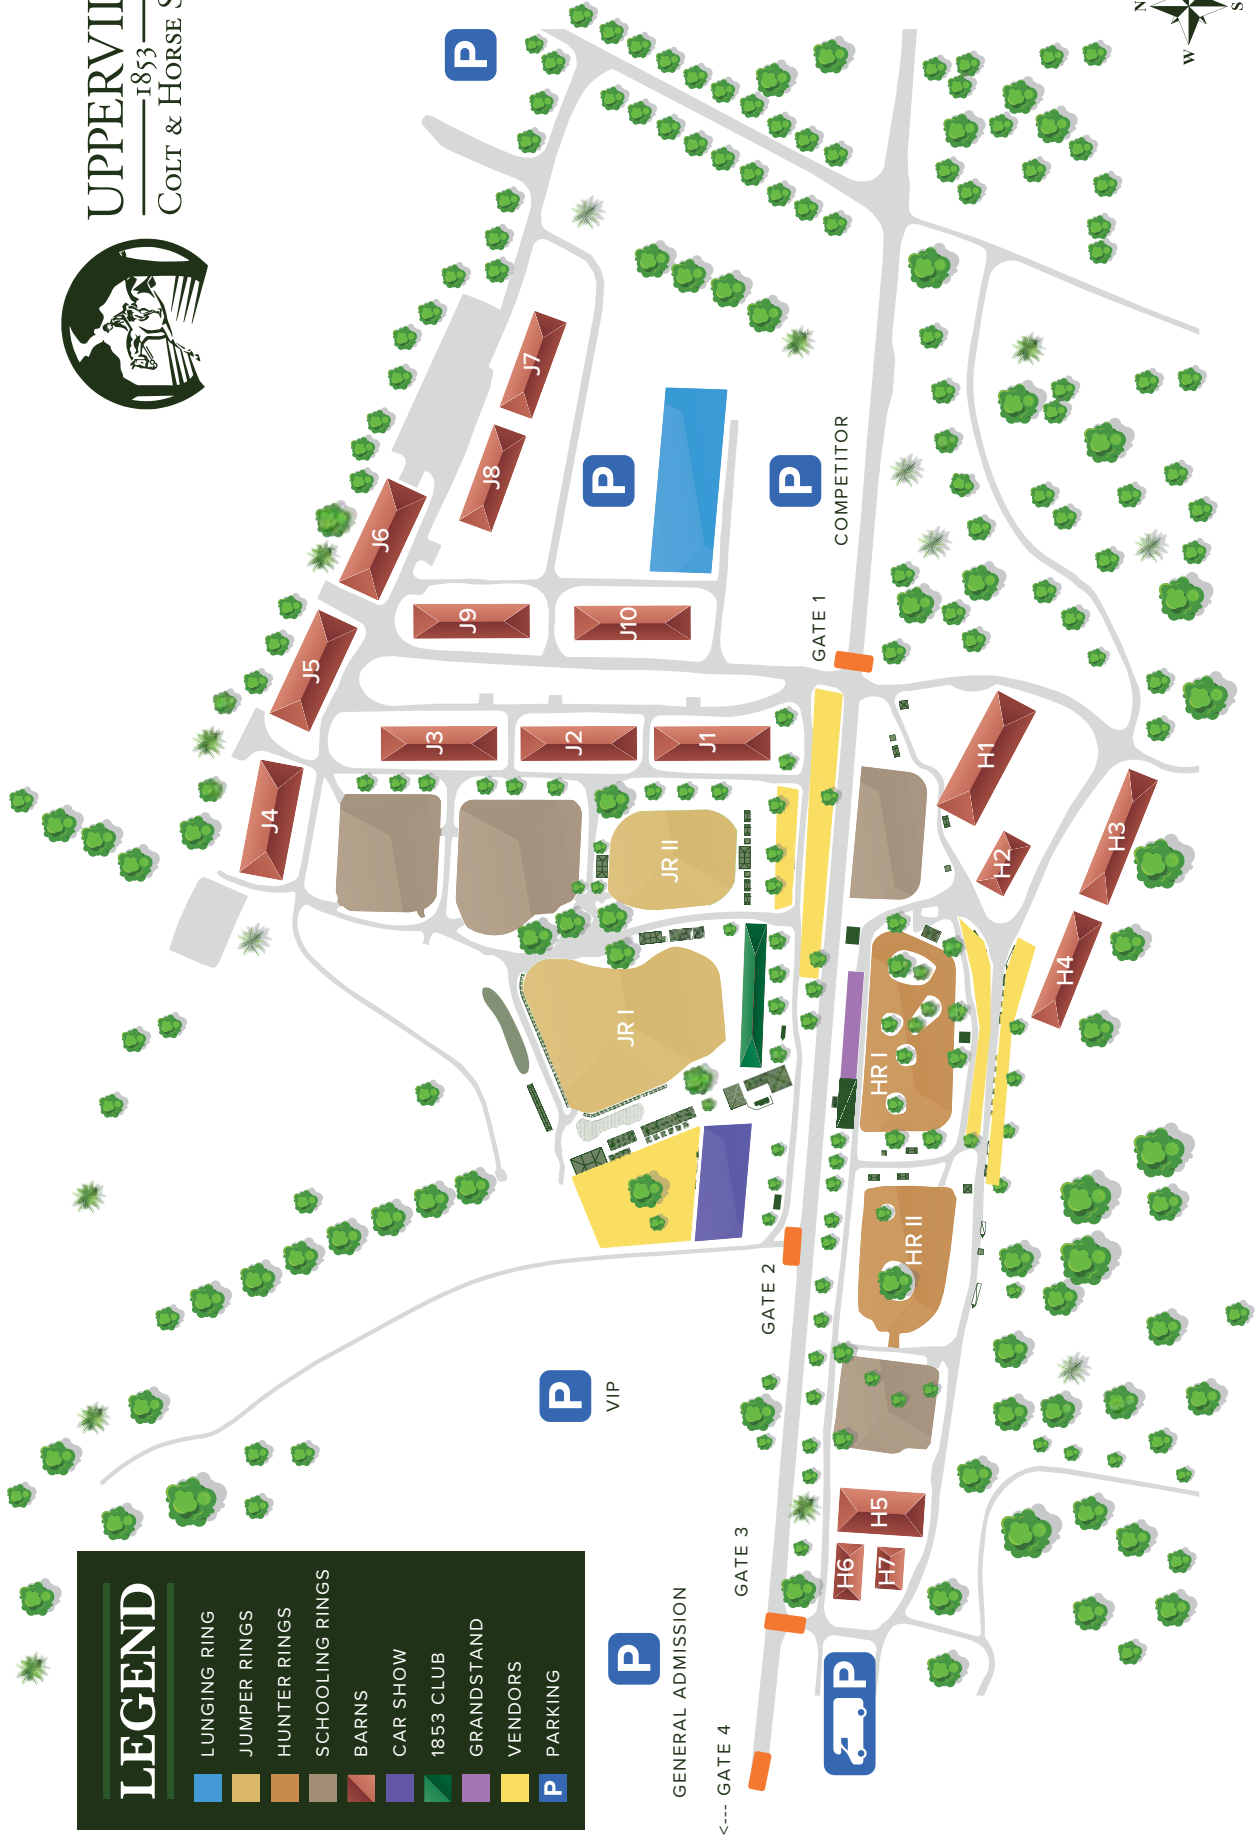 UPPERVIL
1853
COLT & HORSE S
N
S
W
P
J7
J8
J6
P
P
COMPETITOR
J9
J10
J5
GATE 1
J3
J2
J1
H1
J4
JR II
H2
H3
JR I
H4
HR I
HR II
GATE 2
P
VIP
H5
H6
H7
GATE 3
P
GENERAL ADMISSION
P
<--- GATE 4
LEGEND
LUNGING RING
JUMPER RINGS
HUNTER RINGS
SCHOOLING RINGS
BARNS
CAR SHOW
1853 CLUB
GRANDSTAND
VENDORS
P PARKING